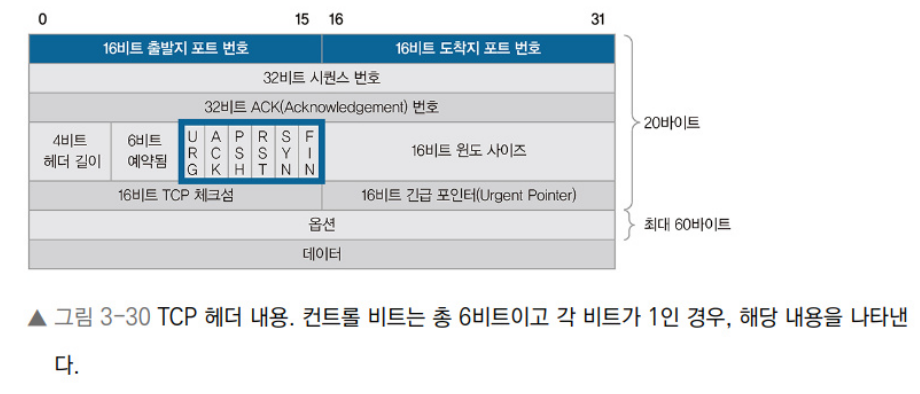 0 15 16 31
16비트 출발지 포트 번호 16비트 도착지 포트 번호
32비트 시퀀스 번호
32비트 ACK(Acknowledgement) 번호
20바이트
4비트 헤더 길이 6비트 예약됨 URG ACK PSH RST SYN FIN 16비트 윈도 사이즈
16비트 TCP 체크섬 16비트 긴급 포인터(Urgent Pointer)
옵션 최대 60바이트
데이터
▲ 그림 3-30 TCP 헤더 내용. 컨트롤 비트는 총 6비트이고 각 비트가 1인 경우, 해당 내용을 나타낸
다.